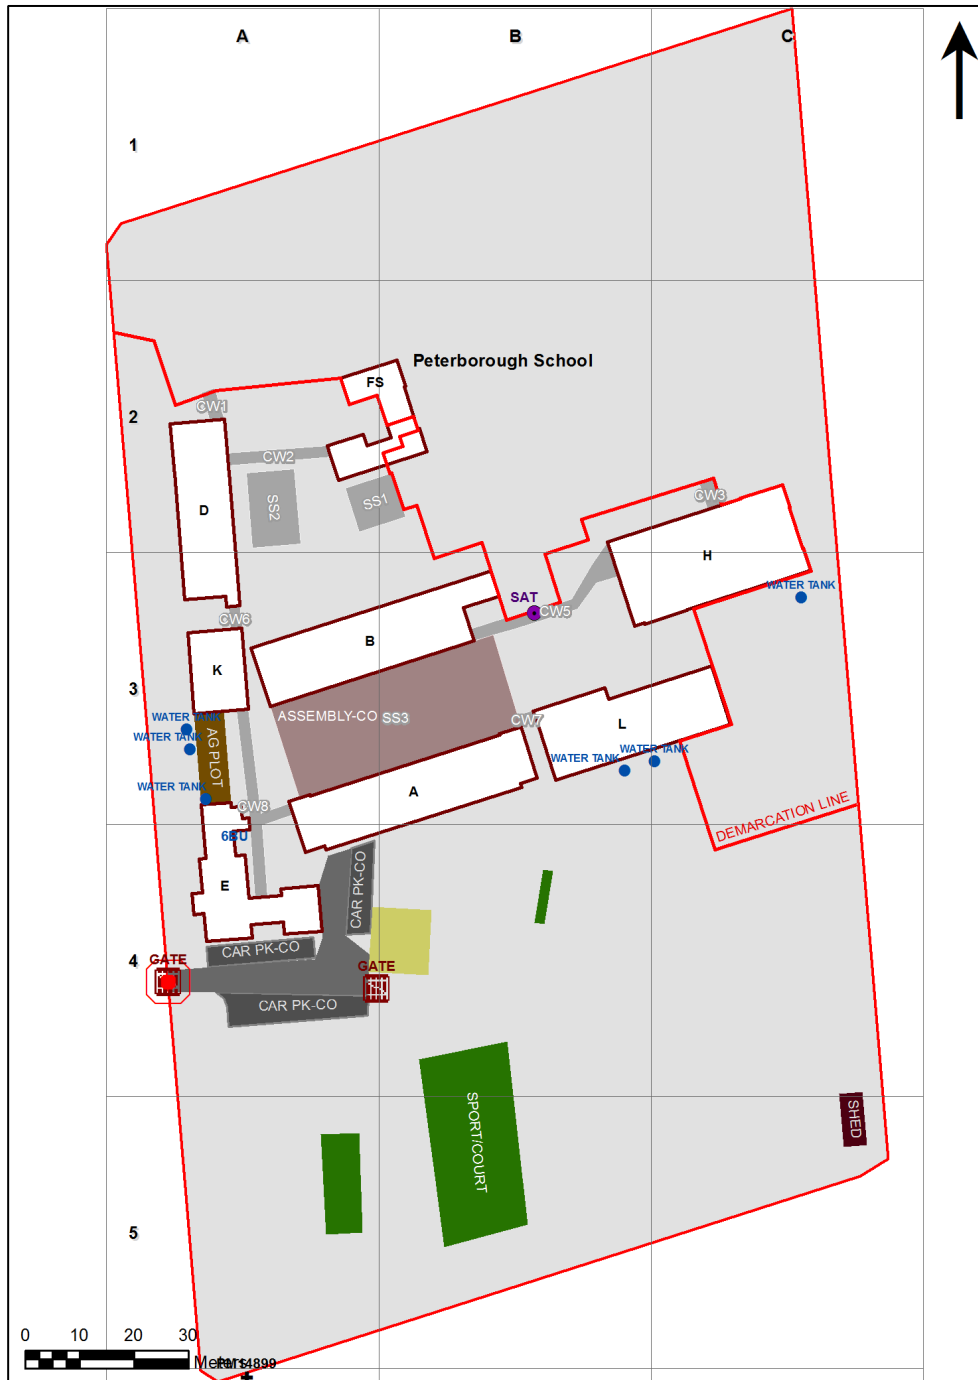 A
B
C
1
Peterborough School
FS
CW1
2
CW2
SS2
SS1
CW3
D
H
WATER TANK
SAT
CW5
CW6
B
K
3
ASSEMBLY-CO SS3
WATER TANK
CW7
L
AG PLOT
WATER TANK
WATER TANK
WATER TANK
WATER TANK
A
CW8
DEMARCATION LINE
6BU
E
CAR PK-CO
CAR PK-CO
4
GATE
GATE
CAR PK-CO
SPORT/COURT
SHED
5
0 10 20 30
Meters